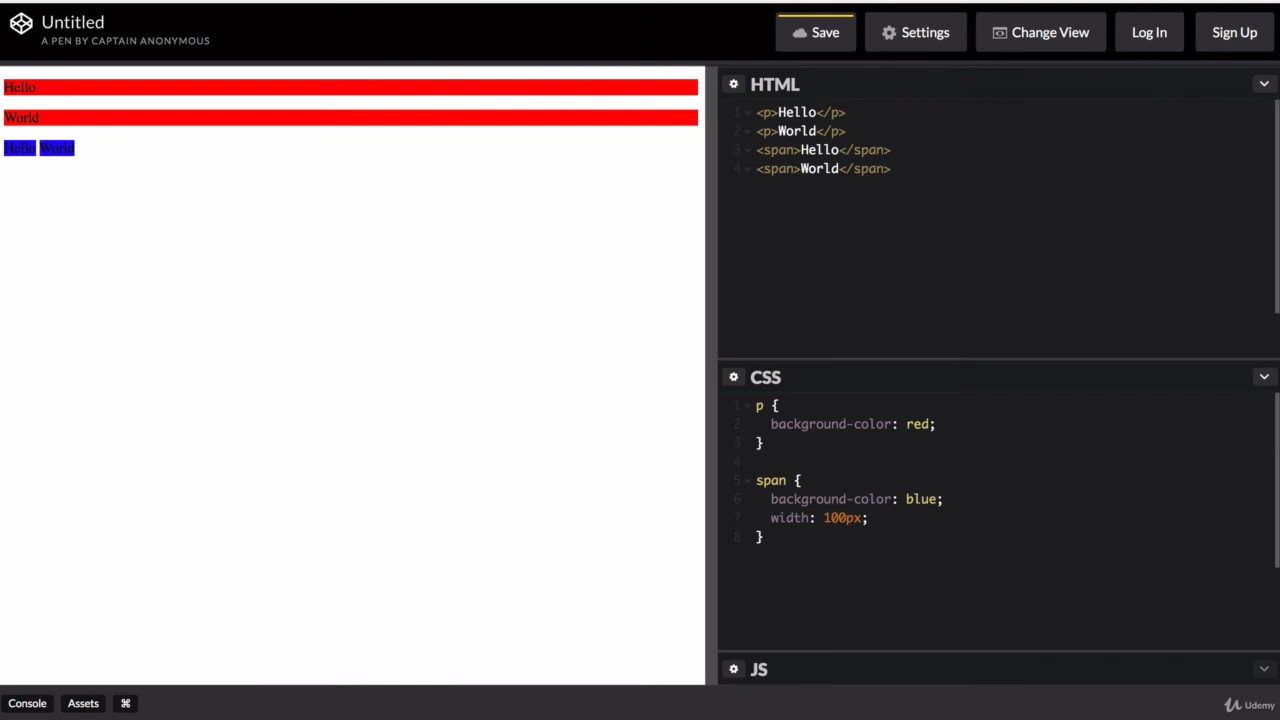 Untitled
A PEN BY CAPTAIN ANONYMOUS
Save
Settings
Change View
Log In
Sign Up
Hello
World
Hello World
HTML
1 <p>Hello</p>
2 <p>World</p>
3 <span>Hello</span>
4 <span>World</span>
CSS
1 p {
2 background-color: red;
3 }
4
5 span {
6 background-color: blue;
7 width: 100px;
8 }
JS
Console
Assets
⌘
Udemy